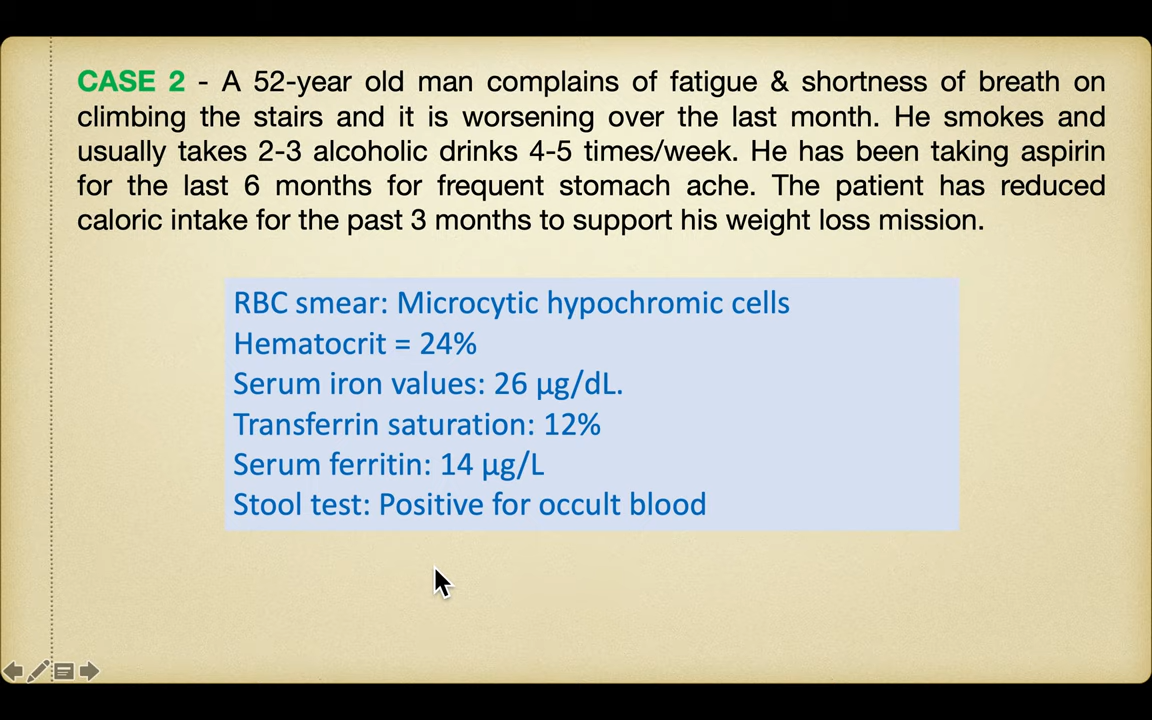 CASE 2 - A 52-year old man complains of fatigue & shortness of breath on
climbing the stairs and it is worsening over the last month. He smokes and
usually takes 2-3 alcoholic drinks 4-5 times/week. He has been taking aspirin
for the last 6 months for frequent stomach ache. The patient has reduced
caloric intake for the past 3 months to support his weight loss mission.
RBC smear: Microcytic hypochromic cells
Hematocrit = 24%
Serum iron values: 26 µg/dL.
Transferrin saturation: 12%
Serum ferritin: 14 µg/L
Stool test: Positive for occult blood